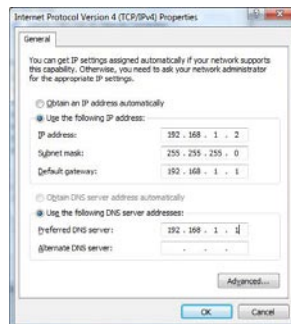 Internet Protocol Version 4 (TCP/IPv4) Properties
General
You can get IP settings assigned automatically if your network supports
this capability. Otherwise, you need to ask your network administrator
for the appropriate IP settings.
Obtain an IP address automatically
Use the following IP address:
IP address: 192 . 168 . 1 . 2
Subnet mask: 255 . 255 . 255 . 0
Default gateway: 192 . 168 . 1 . 1
Obtain DNS server address automatically
Use the following DNS server addresses:
Preferred DNS server: 192 . 168 . 1 . 1
Alternate DNS server: . . .
Advanced...
OK Cancel